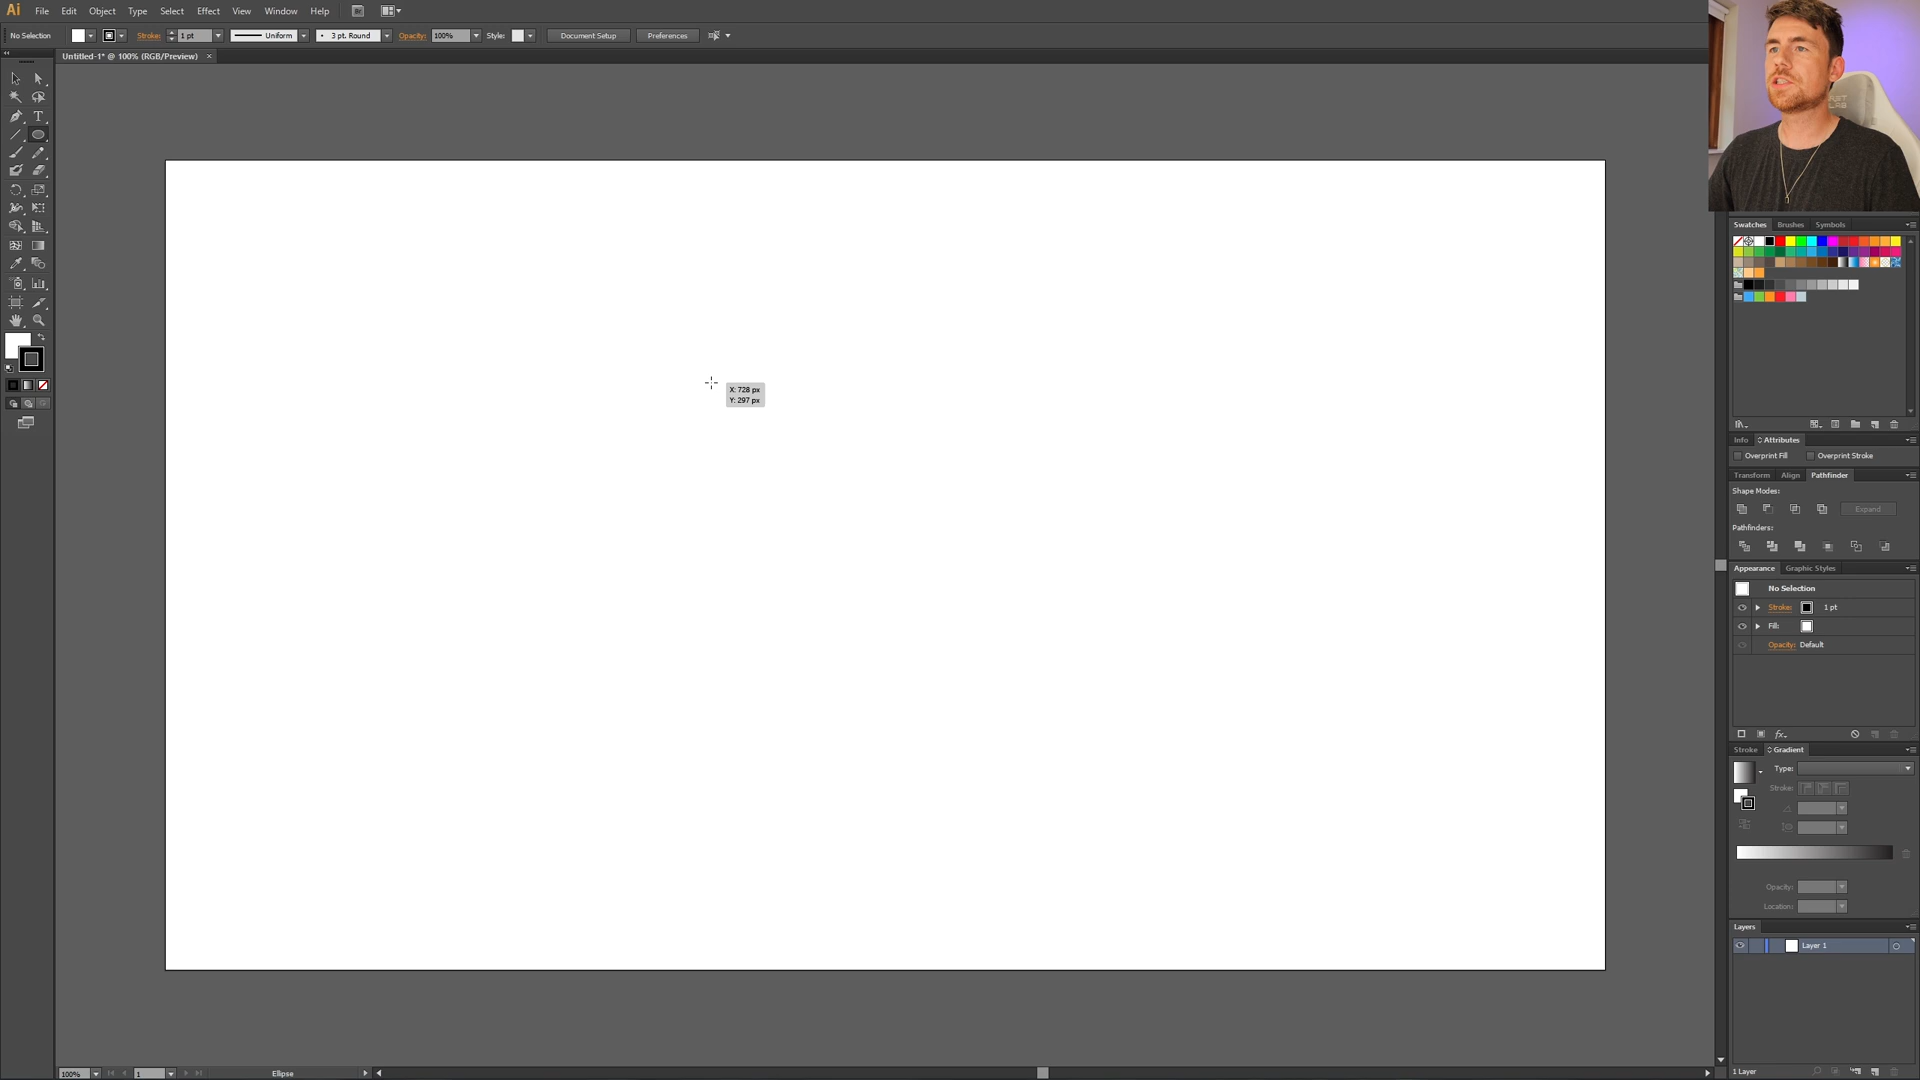 Ai File Edit Object Type Select Effect View Window Help Br
No Selection Stroke: 1 pt Uniform 3 pt. Round Opacity: 100% Style: Document Setup Preferences
Untitled-1* @ 100% (RGB/Preview) ×
X: 728 px
Y: 297 px
Swatches Brushes Symbols
Info Attributes
Overprint Fill Overprint Stroke
Transform Align Pathfinder
Shape Modes:
Expand
Pathfinders:
Appearance Graphic Styles
No Selection
Stroke: 1 pt
Fill:
Opacity: Default
fx
Stroke Gradient
Type:
Stroke:
Opacity:
Location:
Layers
Layer 1
1 Layer
100% 1 Ellipse